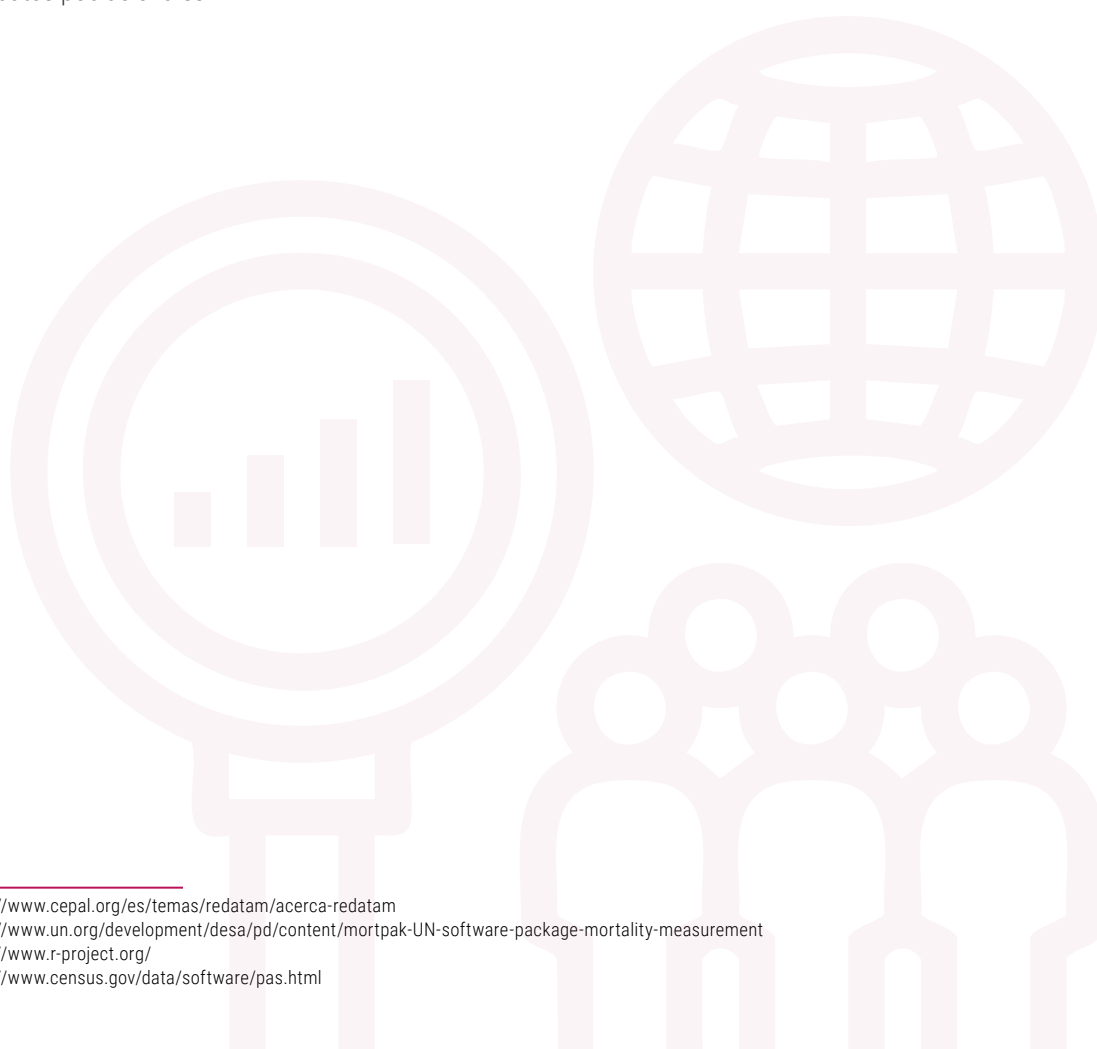 //www.cepal.org/es/temas/redatam/acerca-redatam
//www.un.org/development/desa/pd/content/mortpak-UN-software-package-mortality-measurement
//www.r-project.org/
//www.census.gov/data/software/pas.html